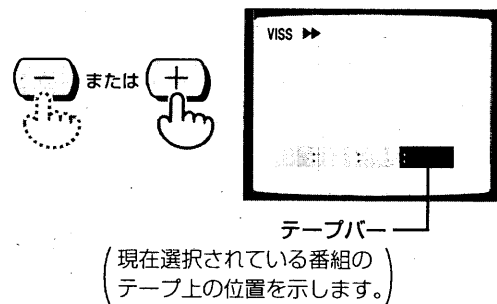 VISS ▶▶
− または +
テープバー
(現在選択されている番組の
テープ上の位置を示します。)